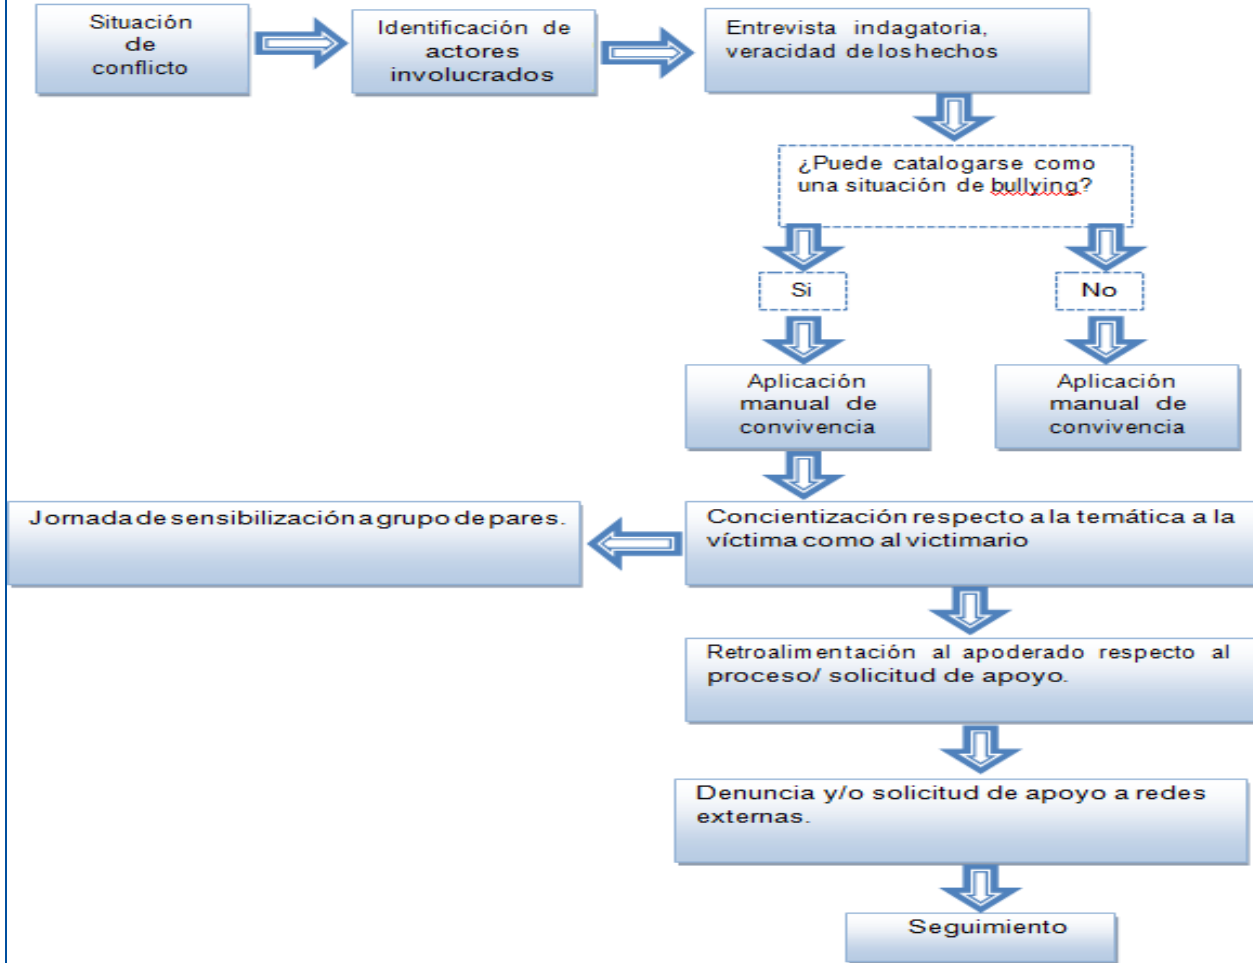 Situación
de
conflicto
Identificación de
actores
involucrados
Entrevista indagatoria,
veracidad de los hechos
¿Puede catalogarse como
una situación de bullying?
Si
No
Aplicación
manual de
convivencia
Aplicación
manual de
convivencia
Jornada de sensibilización a grupo de pares.
Concientización respecto a la temática a la
víctima como al victimario
Retroalimentación al apoderado respecto al
proceso/ solicitud de apoyo.
Denuncia y/o solicitud de apoyo a redes
externas.
Seguimiento